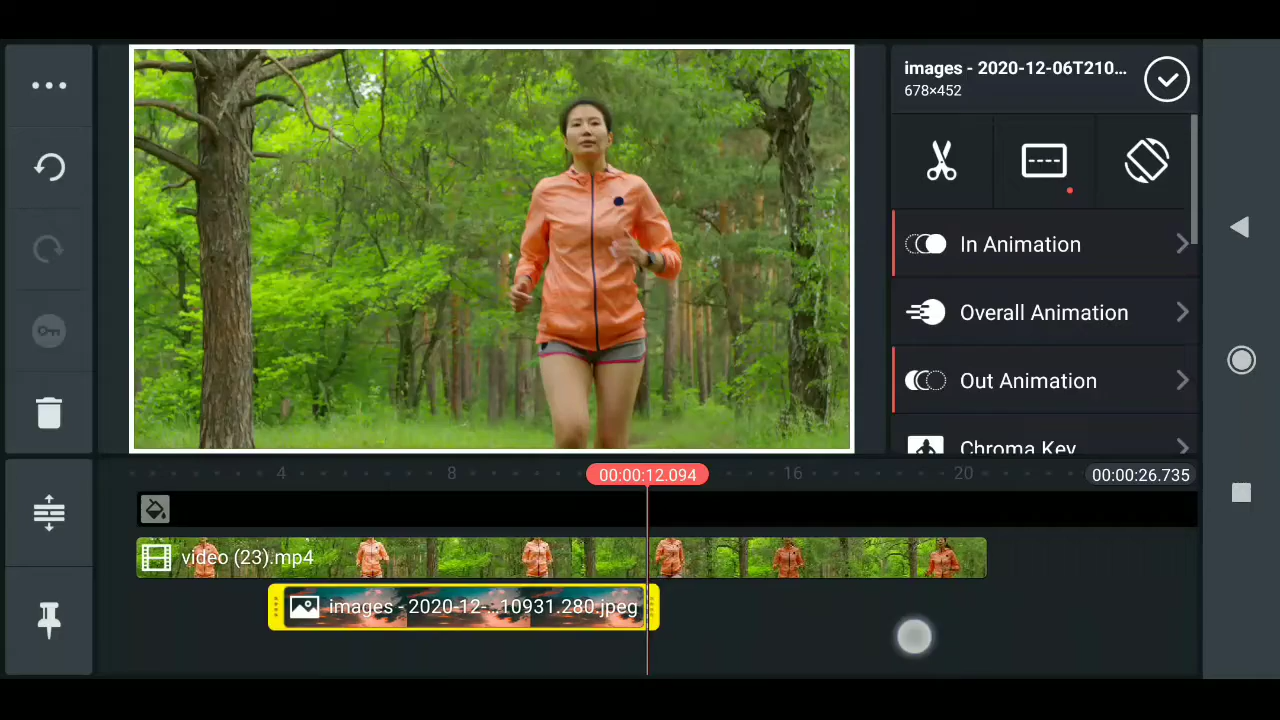 images - 2020-12-06T210...
678×452
In Animation
Overall Animation
Out Animation
Chroma Key
4
8
00:00:12.094
16
20
00:00:26.735
video (23).mp4
images - 2020-12-...10931.280.jpeg